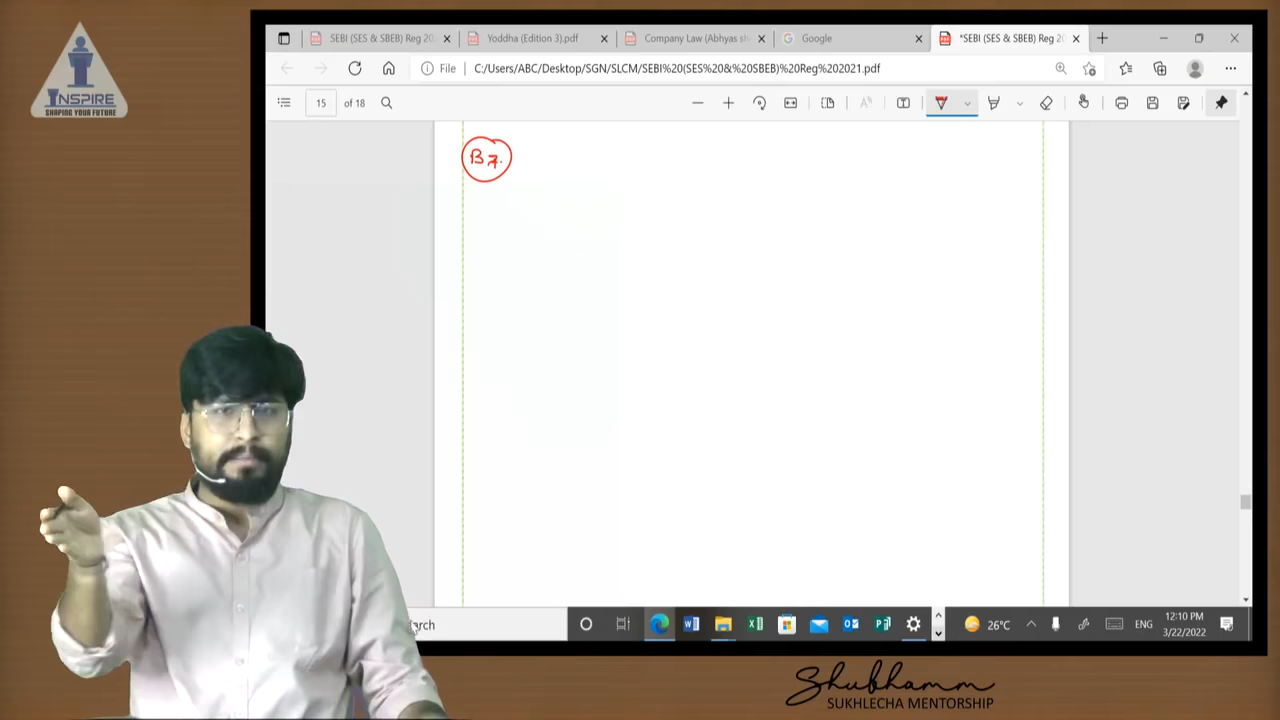 INSPIRE
SHAPING YOUR FUTURE
SEBI (SES & SBEB) Reg 20
Yoddha (Edition 3).pdf
Company Law (Abhyas sh
Google
*SEBI (SES & SBEB) Reg 20
File
C:/Users/ABC/Desktop/SGN/SLCM/SEBI%20(SES%20&%20SBEB)%20Reg%202021.pdf
15 of 18
B7.
rch
26°C
ENG
12:10 PM
3/22/2022
Shubhamm
SUKHLECHA MENTORSHIP